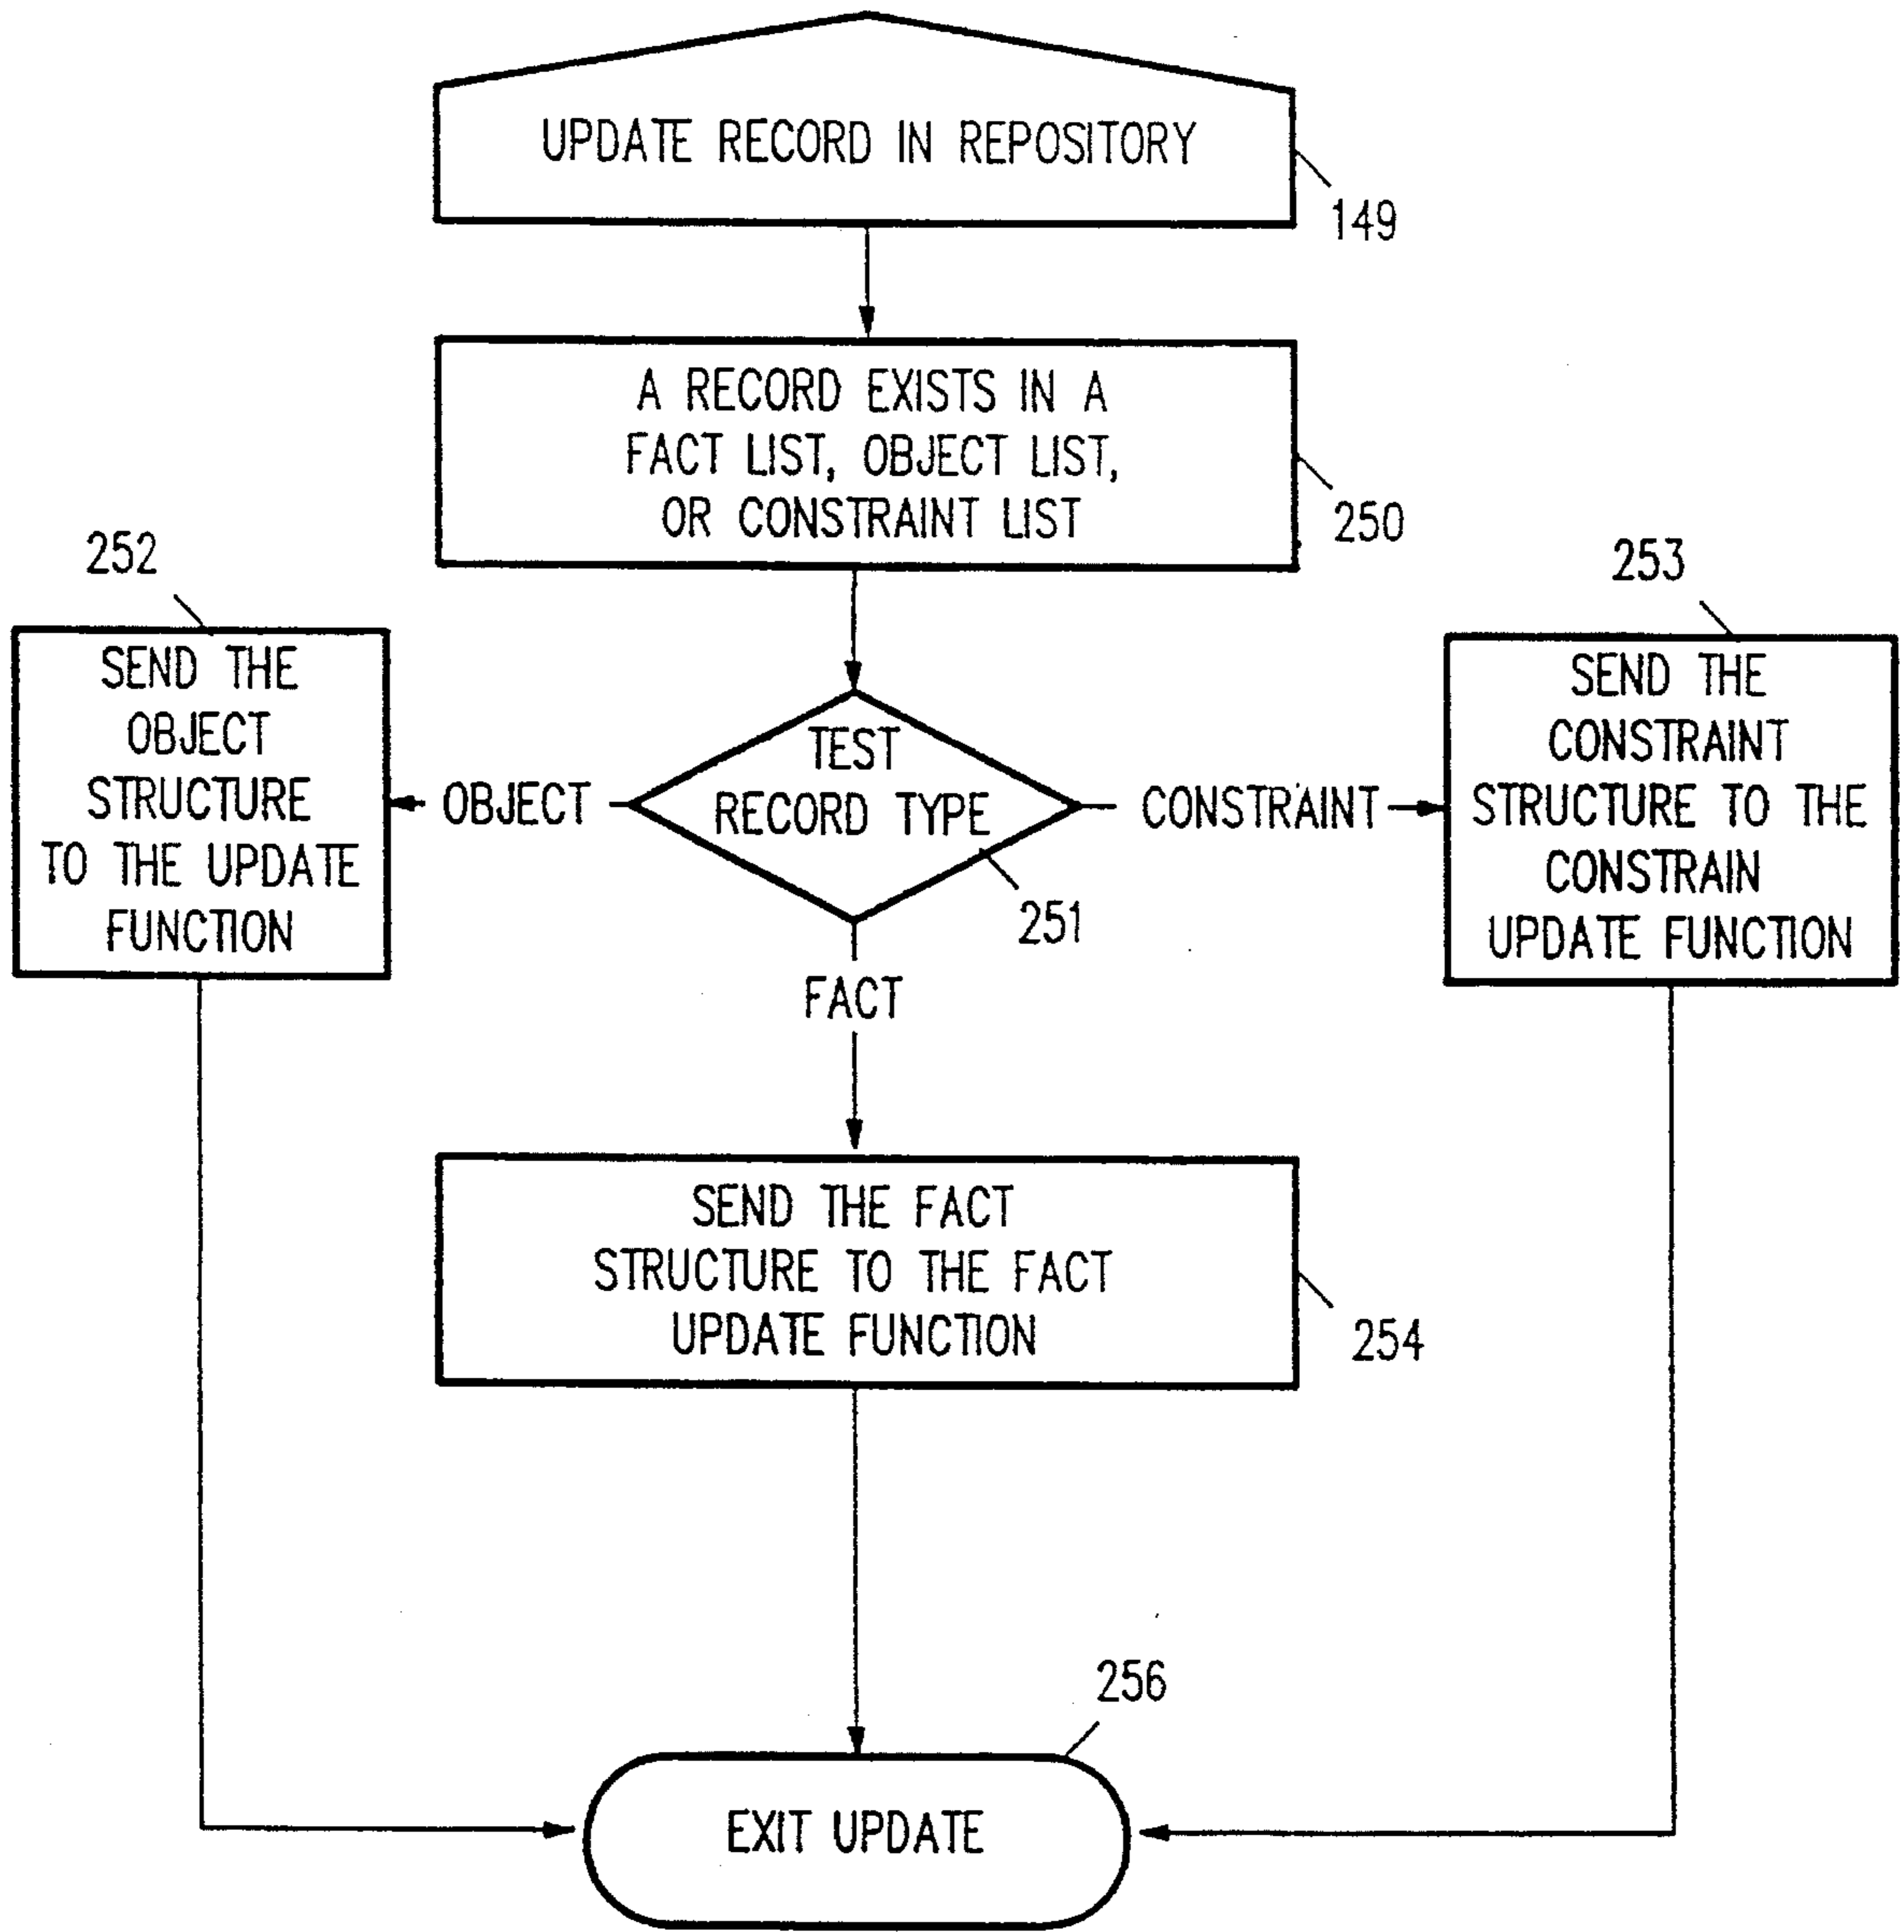 UPDATE RECORD IN REPOSITORY
149
A RECORD EXISTS IN A
FACT LIST, OBJECT LIST,
OR CONSTRAINT LIST
250
252
SEND THE
OBJECT
STRUCTURE
TO THE UPDATE
FUNCTION
OBJECT
TEST
RECORD TYPE
251
CONSTRAINT
253
SEND THE
CONSTRAINT
STRUCTURE TO THE
CONSTRAIN
UPDATE FUNCTION
FACT
SEND THE FACT
STRUCTURE TO THE FACT
UPDATE FUNCTION
254
256
EXIT UPDATE